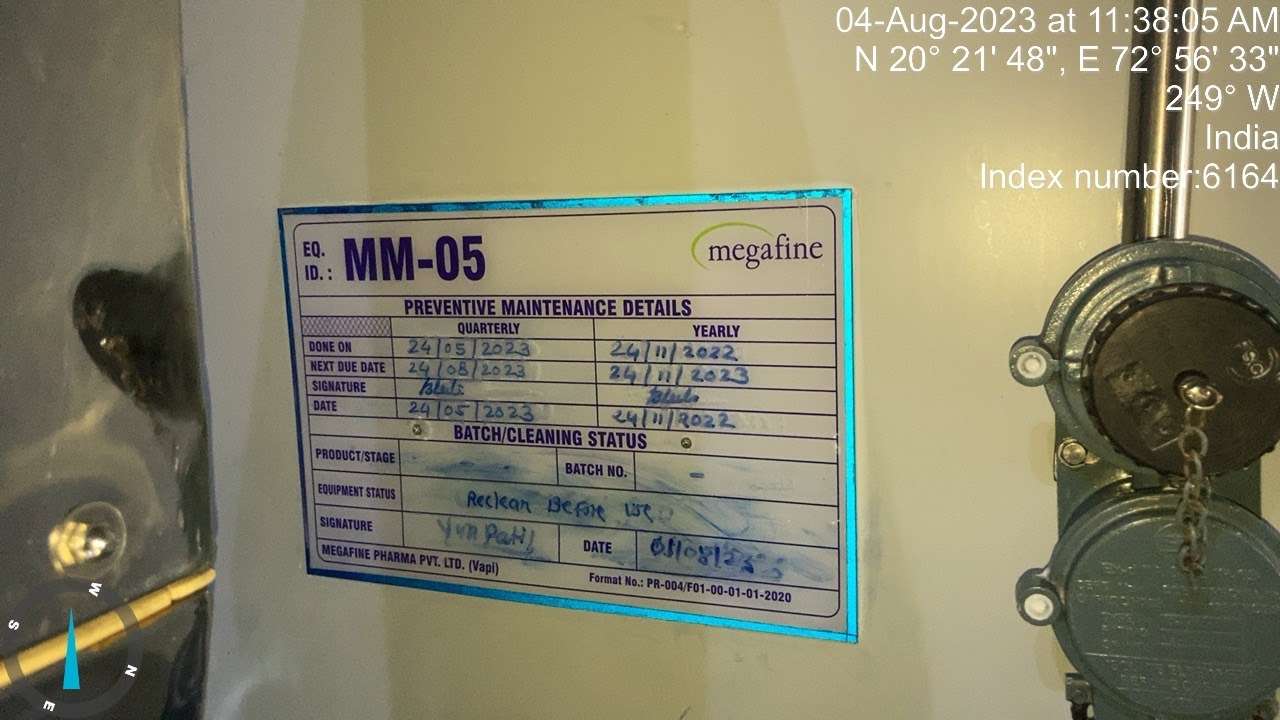 04-Aug-2023 at 11:38:05 AM
N 20° 21' 48", E 72° 56' 33"
249° W
India
Index number:6164
EQ. ID.: MM-05 megafine
PREVENTIVE MAINTENANCE DETAILS
QUARTERLY YEARLY
DONE ON 24/05/2023 24/11/2022
NEXT DUE DATE 24/08/2023 24/11/2023
SIGNATURE
DATE 24/05/2023 24/11/2022
BATCH/CLEANING STATUS
PRODUCT/STAGE - BATCH NO. -
EQUIPMENT STATUS Reclean Before Use
SIGNATURE Patil DATE
MEGAFINE PHARMA PVT. LTD. (Vapi) Format No.: PR-004/F01-00-01-01-2020
W
S
N
E